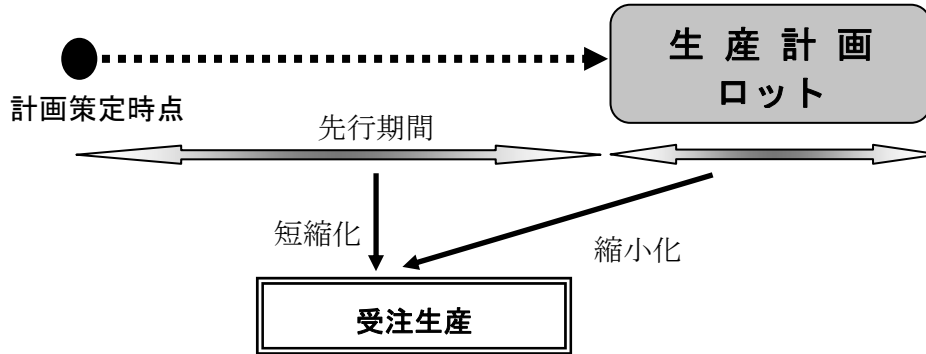 生産計画
ロット
計画策定時点
先行期間
短縮化
縮小化
受注生産